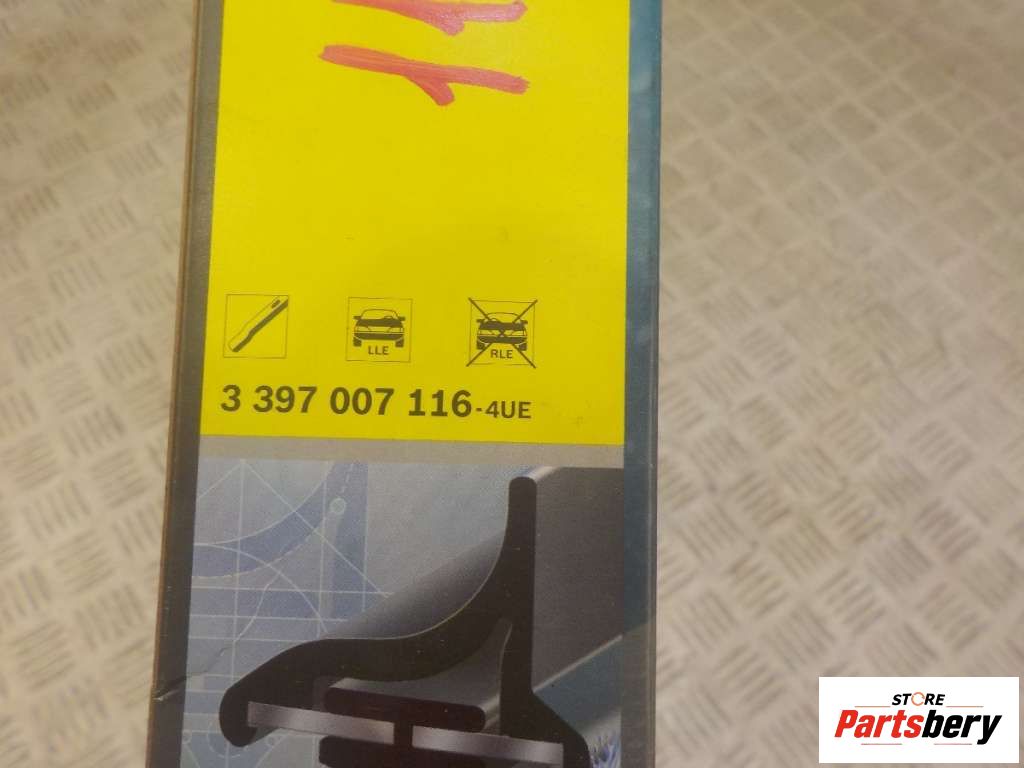 LLE
RLE
3 397 007 116-4UE
STORE
Partsbery